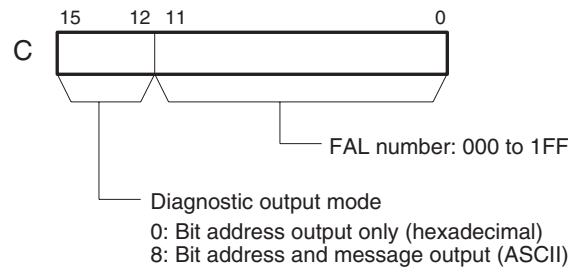 15 12 11 0
C
FAL number: 000 to 1FF
Diagnostic output mode
0: Bit address output only (hexadecimal)
8: Bit address and message output (ASCII)